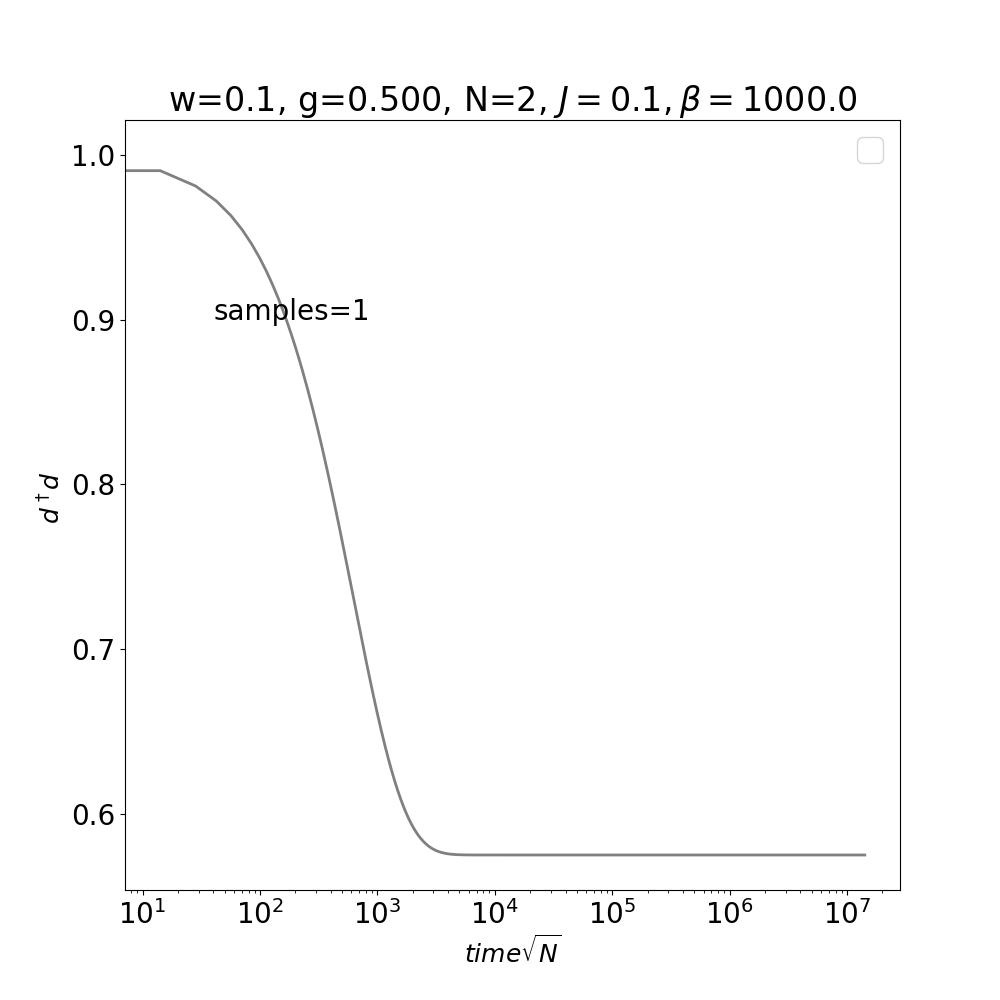 w=0.1, g=0.500, N=2, J = 0.1, β = 1000.0
1.0
0.9
0.8
0.7
0.6
d†d
samples=1
10¹ 10² 10³ 10⁴ 10⁵ 10⁶ 10⁷
time√N